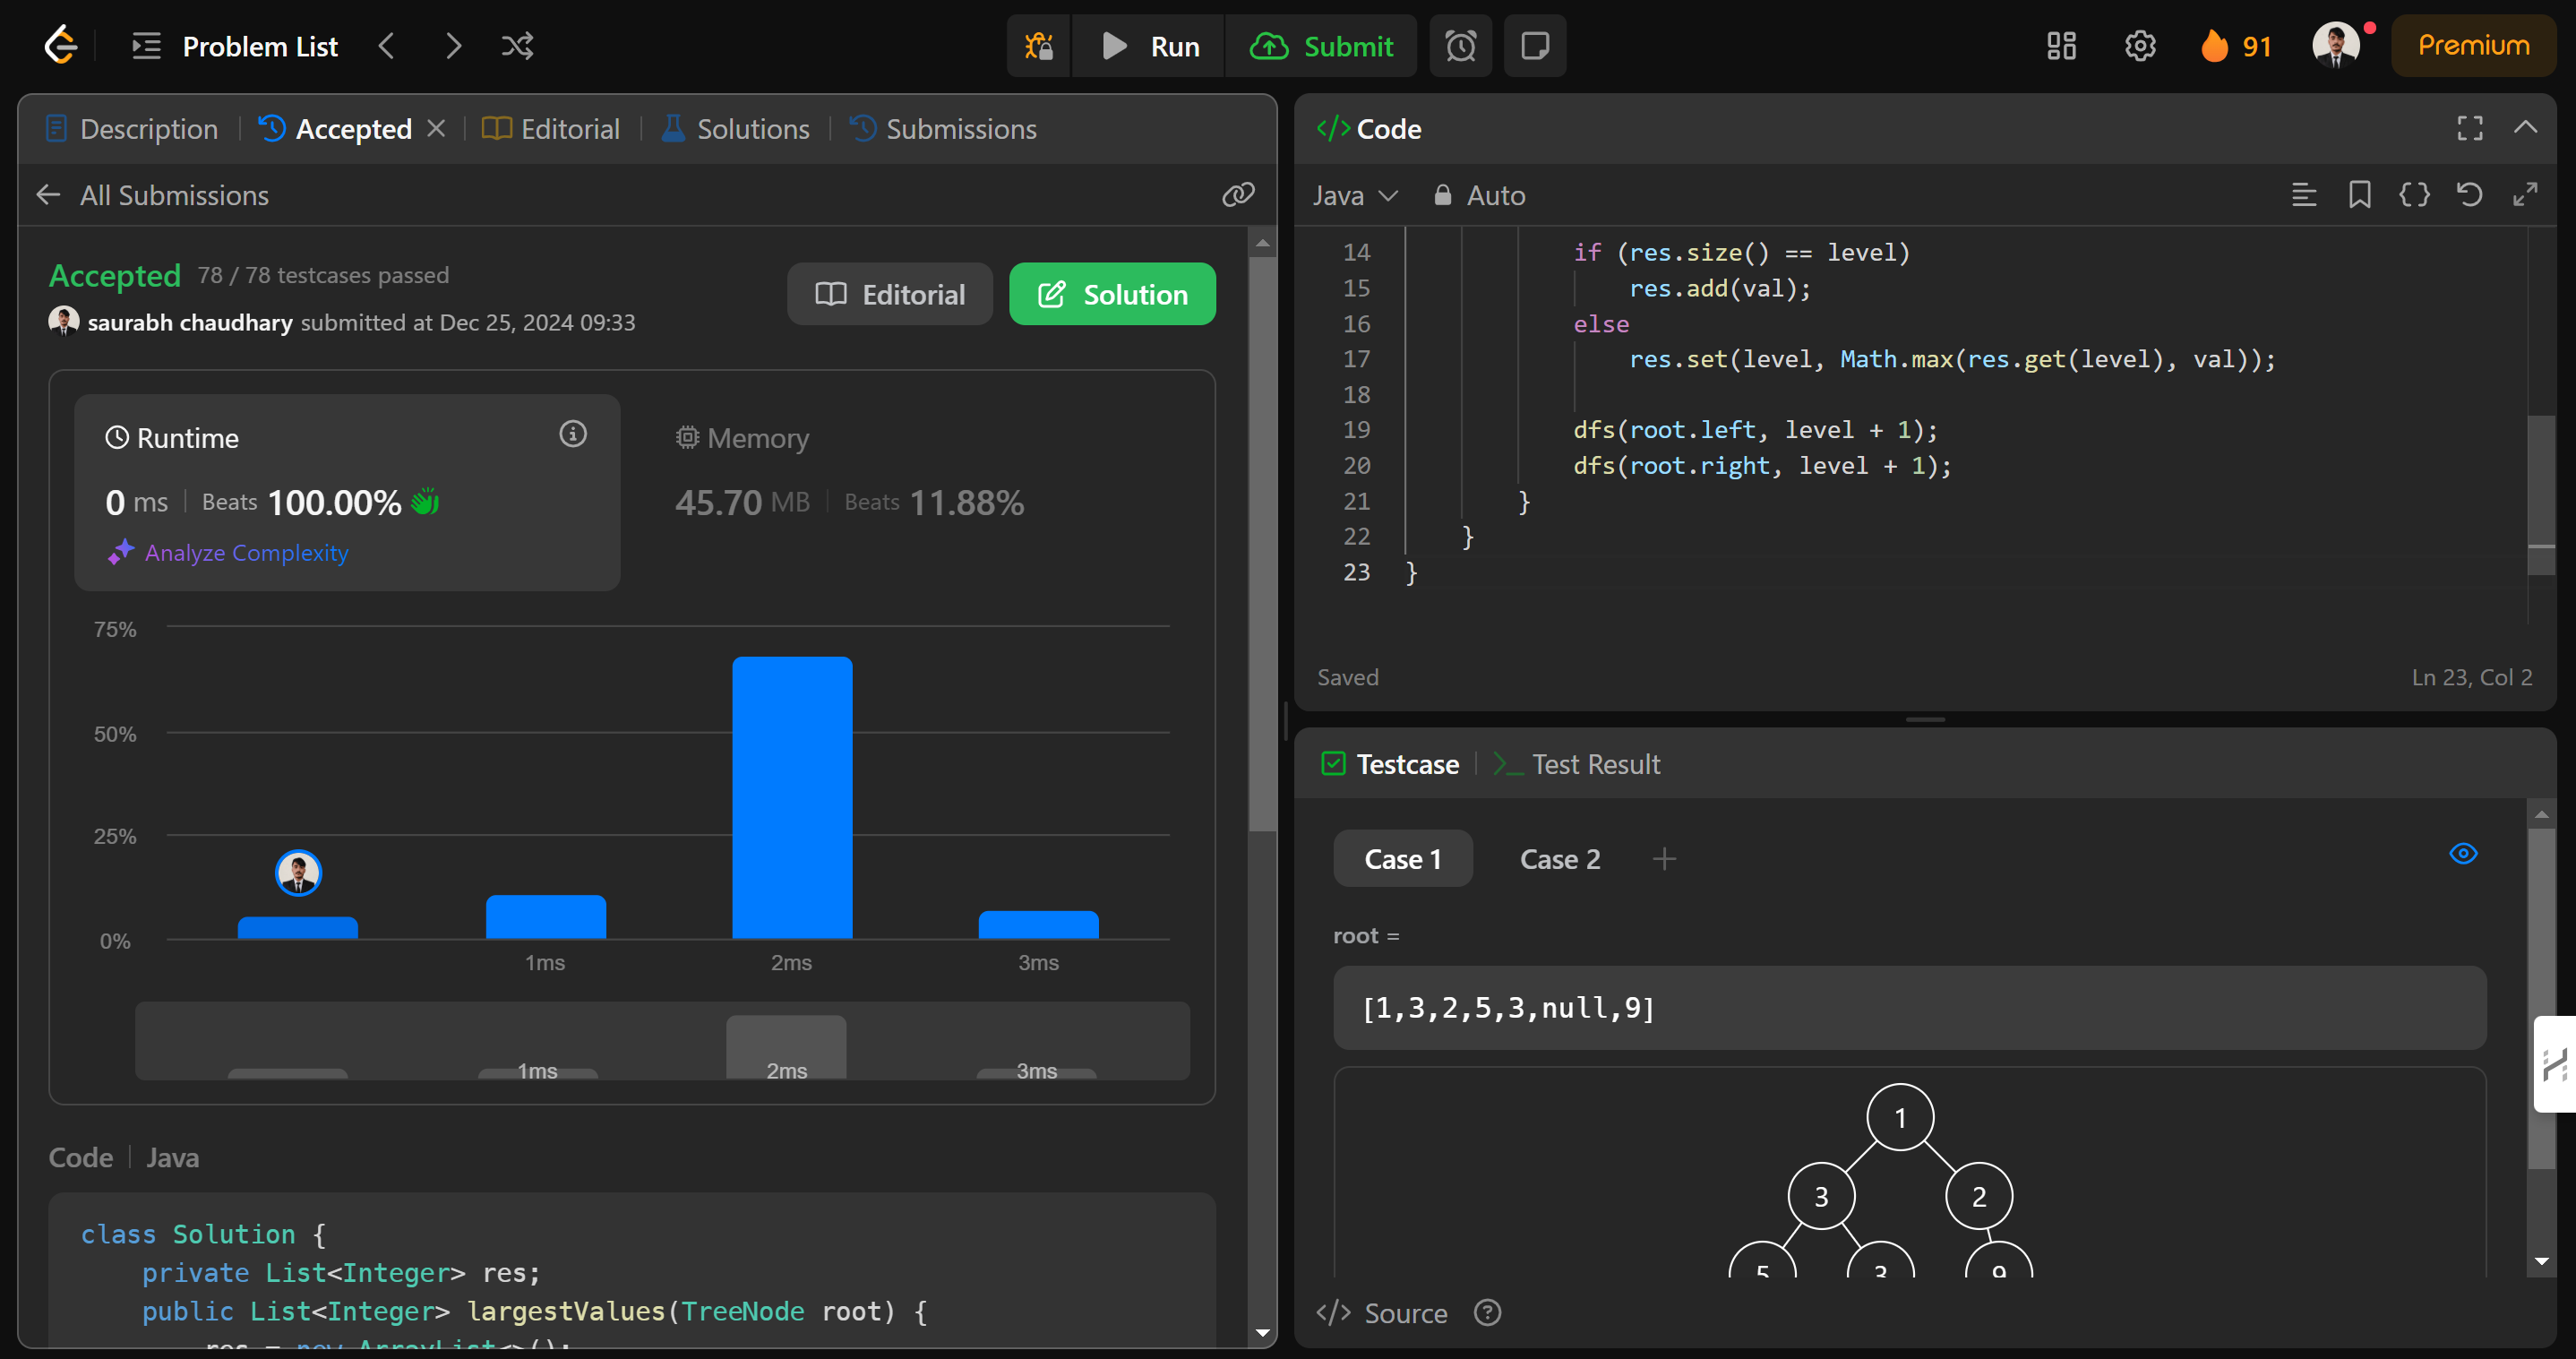 Problem List
Run
Submit
91
Premium
Description
Accepted
Editorial
Solutions
Submissions
All Submissions
Accepted 78 / 78 testcases passed
saurabh chaudhary submitted at Dec 25, 2024 09:33
Editorial
Solution
Runtime
0 ms Beats 100.00%
Analyze Complexity
Memory
45.70 MB Beats 11.88%
75%
50%
25%
0%
1ms 2ms 3ms
1ms 2ms 3ms
Code Java
class Solution {
    private List<Integer> res;
    public List<Integer> largestValues(TreeNode root) {
        res = new ArrayList<>();
</> Code
Java
Auto
14 if (res.size() == level)
15 res.add(val);
16 else
17 res.set(level, Math.max(res.get(level), val));
18
19 dfs(root.left, level + 1);
20 dfs(root.right, level + 1);
21 }
22 }
23 }
Saved
Ln 23, Col 2
Testcase
>_ Test Result
Case 1
Case 2
+
root =
[1,3,2,5,3,null,9]
1
3 2
5 3 9
</> Source